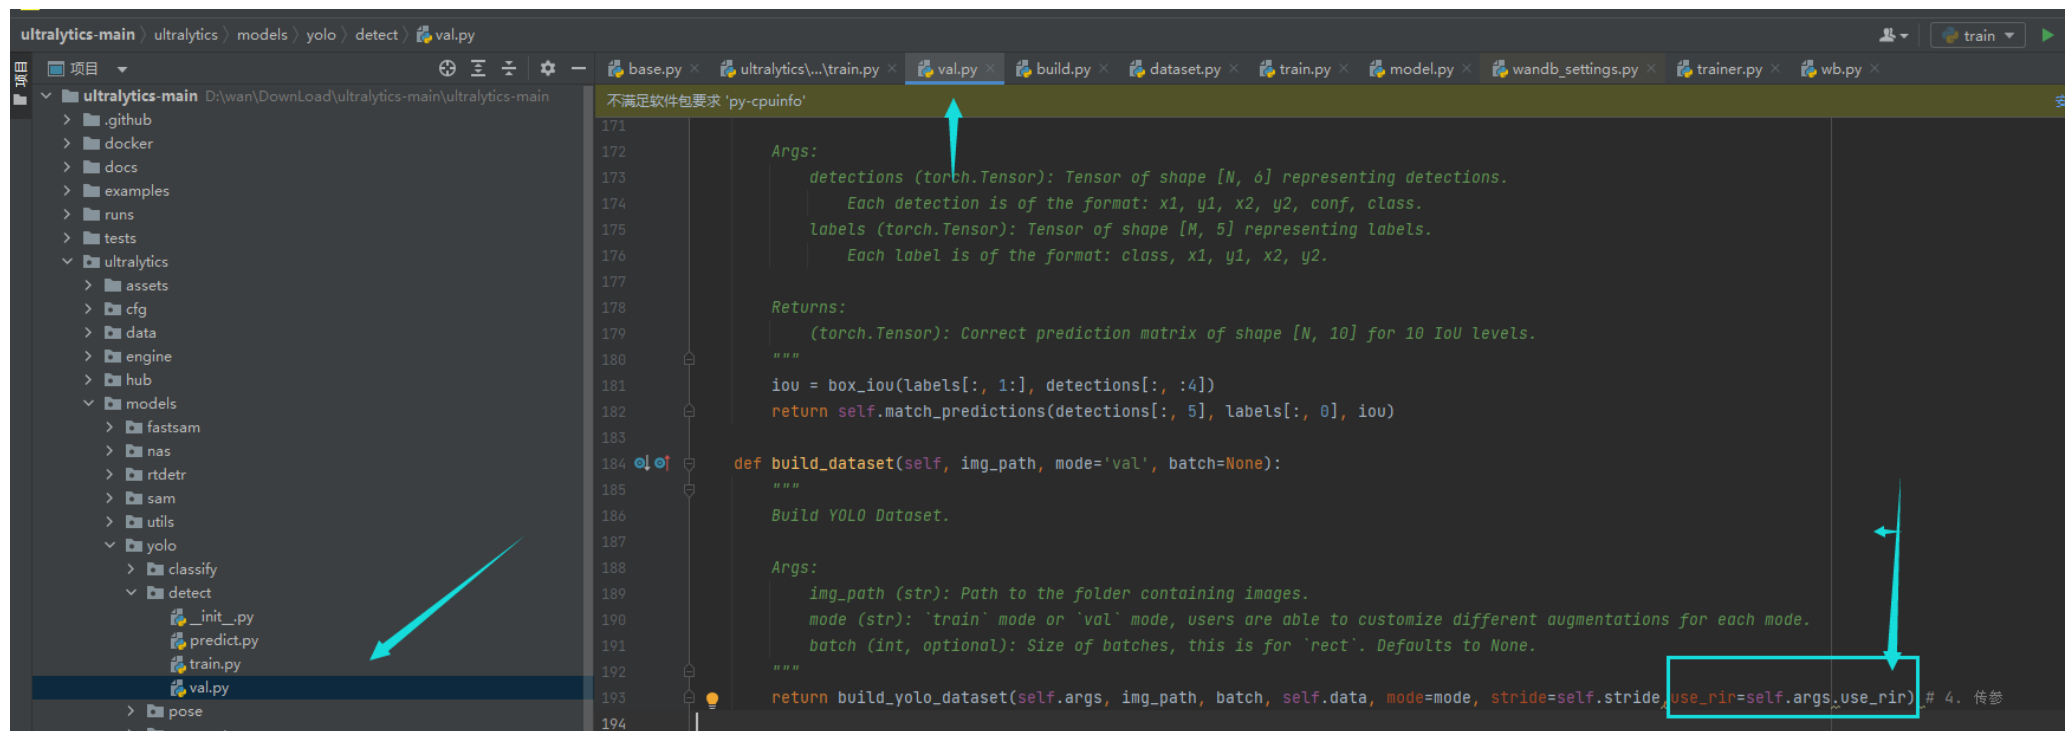 ultralytics-main 〉 ultralytics 〉 models 〉 yolo 〉 detect 〉 val.py
train
项目
项目
base.py
ultralytics\...\train.py
val.py
build.py
dataset.py
train.py
model.py
wandb_settings.py
trainer.py
wb.py
ultralytics-main D:\wan\DownLoad\ultralytics-main\ultralytics-main
.github
docker
docs
examples
runs
tests
ultralytics
assets
cfg
data
engine
hub
models
fastsam
nas
rtdetr
sam
utils
yolo
classify
detect
__init__.py
predict.py
train.py
val.py
pose
不满足软件包要求 'py-cpuinfo'
171
172 Args:
173 detections (torch.Tensor): Tensor of shape [N, 6] representing detections.
174 Each detection is of the format: x1, y1, x2, y2, conf, class.
175 labels (torch.Tensor): Tensor of shape [M, 5] representing labels.
176 Each label is of the format: class, x1, y1, x2, y2.
177
178 Returns:
179 (torch.Tensor): Correct prediction matrix of shape [N, 10] for 10 IoU levels.
180 """
181 iou = box_iou(labels[:, 1:], detections[:, :4])
182 return self.match_predictions(detections[:, 5], labels[:, 0], iou)
183
184 def build_dataset(self, img_path, mode='val', batch=None):
185 """
186 Build YOLO Dataset.
187
188 Args:
189 img_path (str): Path to the folder containing images.
190 mode (str): `train` mode or `val` mode, users are able to customize different augmentations for each mode.
191 batch (int, optional): Size of batches, this is for `rect`. Defaults to None.
192 """
193 return build_yolo_dataset(self.args, img_path, batch, self.data, mode=mode, stride=self.stride,use_rir=self.args.use_rir) # 4. 传参
194